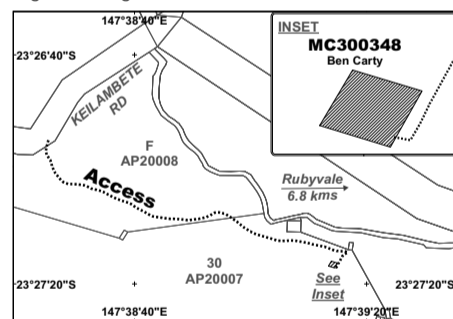 147°38'40"
INSET
MC300348
Ben Carty
23°26'40"
KEILAMBETE
RD
F
AP20008
Access
Rubyvale
6.8 kms
30
AP20007
See
Inset
23°27'20"
23°27'20"
147°38'40"
147°39'20"